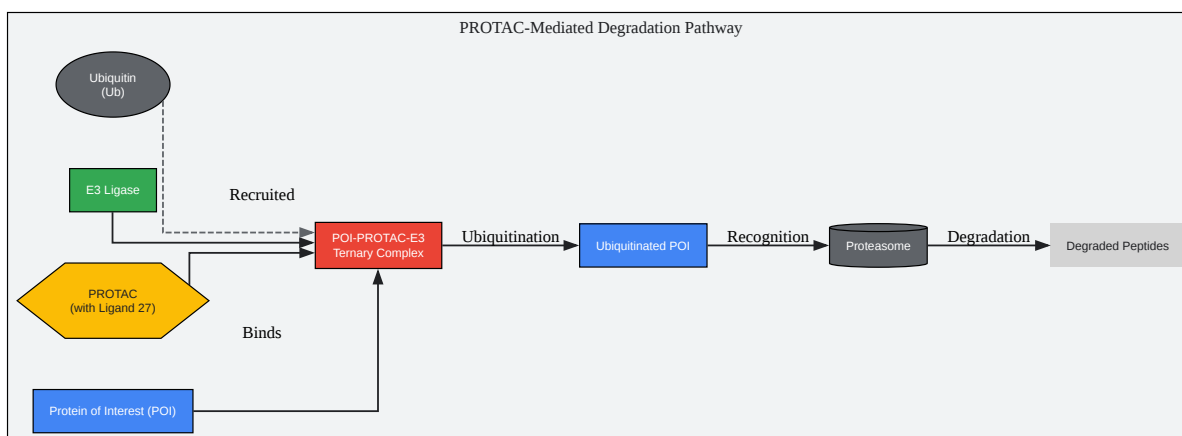 PROTAC-Mediated Degradation Pathway
Ubiquitin
(Ub)
E3 Ligase
Recruited
POI-PROTAC-E3
Ternary Complex
Ubiquitination
Ubiquitinated POI
Recognition
Proteasome
Degradation
Degraded Peptides
PROTAC
(with Ligand 27)
Binds
Protein of Interest (POI)